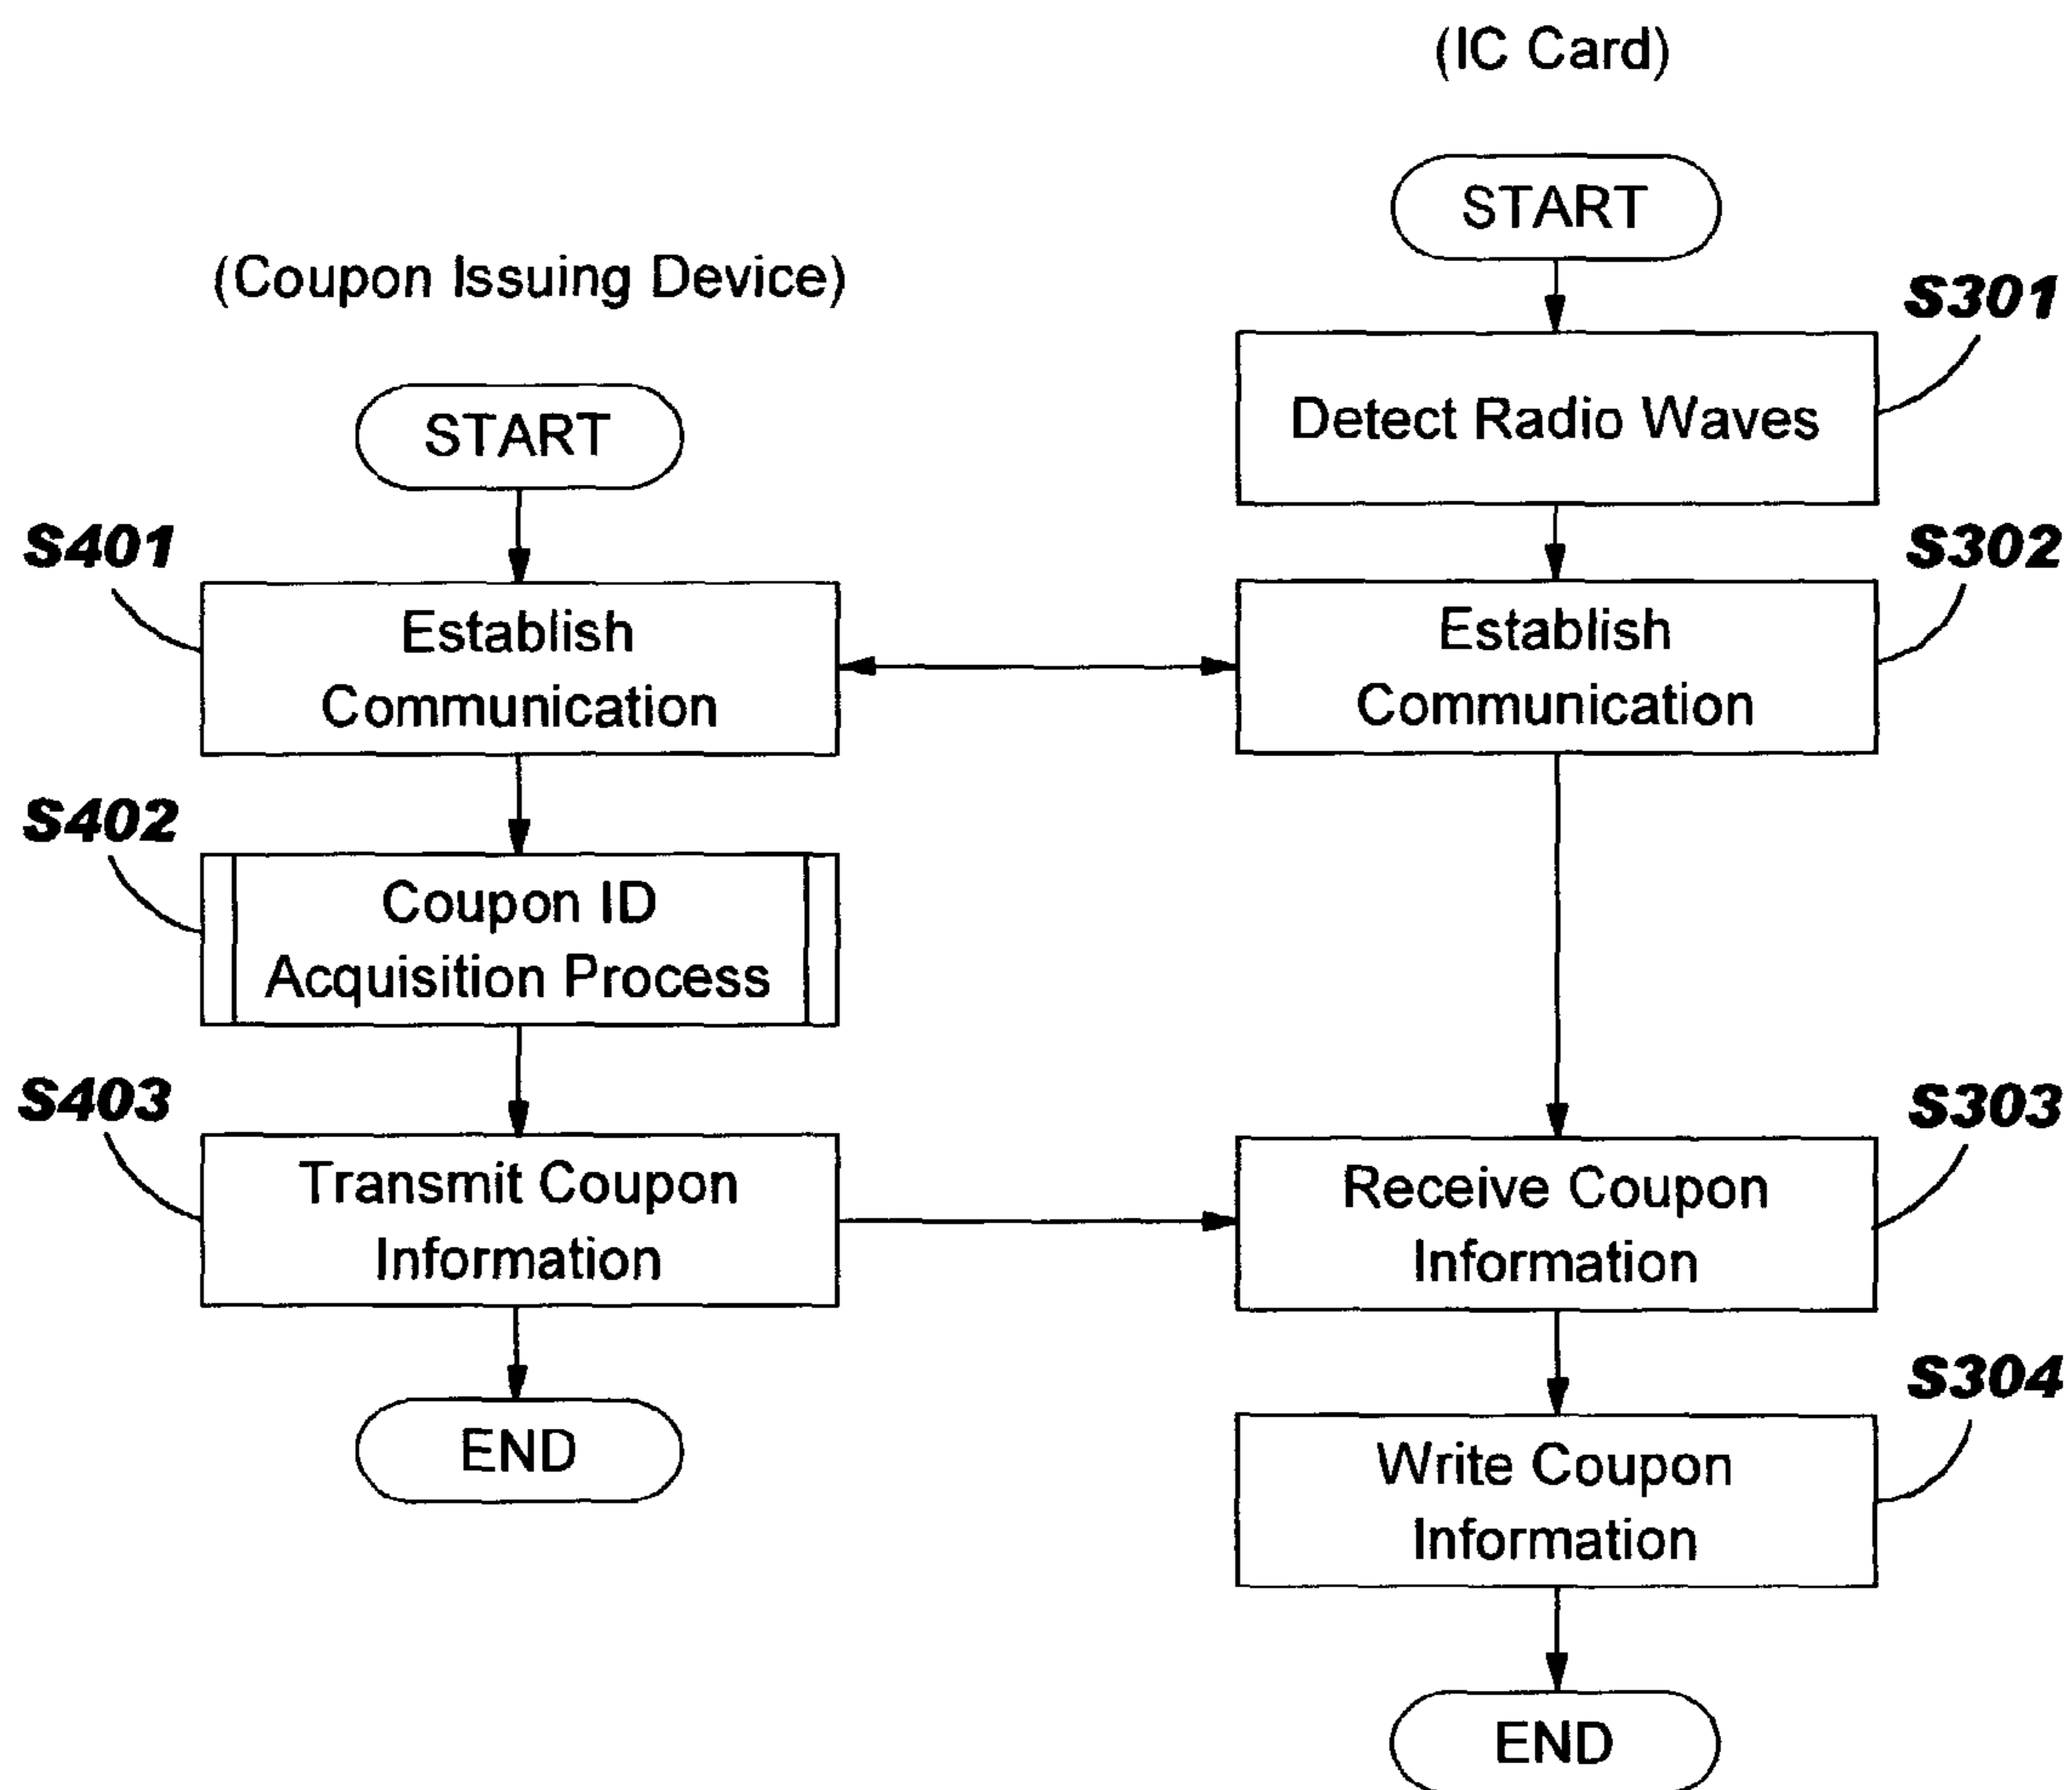 (Coupon Issuing Device)
START
S401
Establish
Communication
S402
Coupon ID
Acquisition Process
S403
Transmit Coupon
Information
END
(IC Card)
START
S301
Detect Radio Waves
S302
Establish
Communication
S303
Receive Coupon
Information
S304
Write Coupon
Information
END